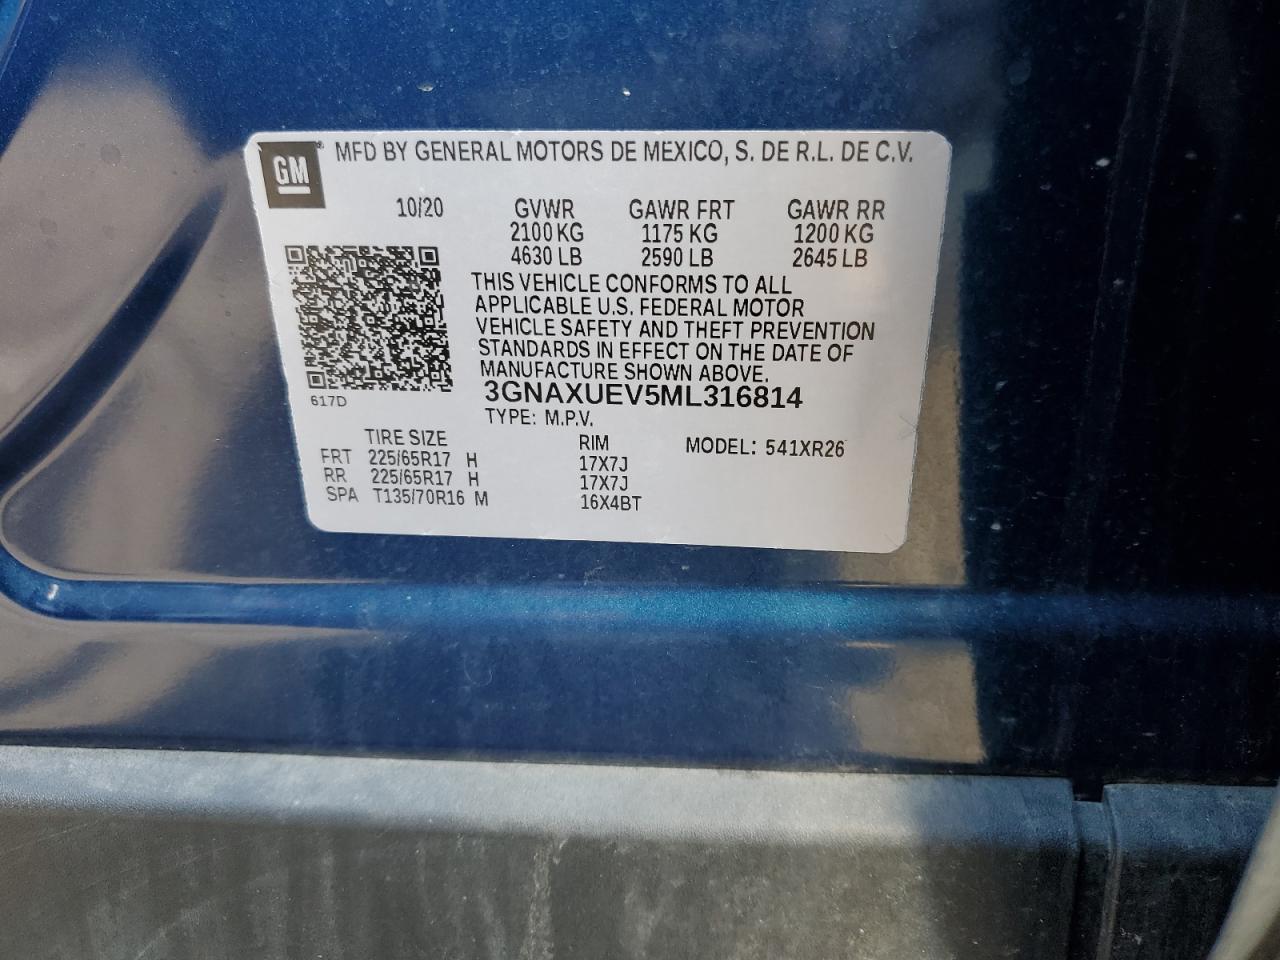 GM ® MFD BY GENERAL MOTORS DE MEXICO, S. DE R.L. DE C.V.
10/20 GVWR GAWR FRT GAWR RR
2100 KG 1175 KG 1200 KG
4630 LB 2590 LB 2645 LB
THIS VEHICLE CONFORMS TO ALL
APPLICABLE U.S. FEDERAL MOTOR
VEHICLE SAFETY AND THEFT PREVENTION
STANDARDS IN EFFECT ON THE DATE OF
MANUFACTURE SHOWN ABOVE.
617D 3GNAXUEV5ML316814
TYPE: M.P.V.
TIRE SIZE RIM MODEL: 541XR26
FRT 225/65R17 H 17X7J
RR 225/65R17 H 17X7J
SPA T135/70R16 M 16X4BT